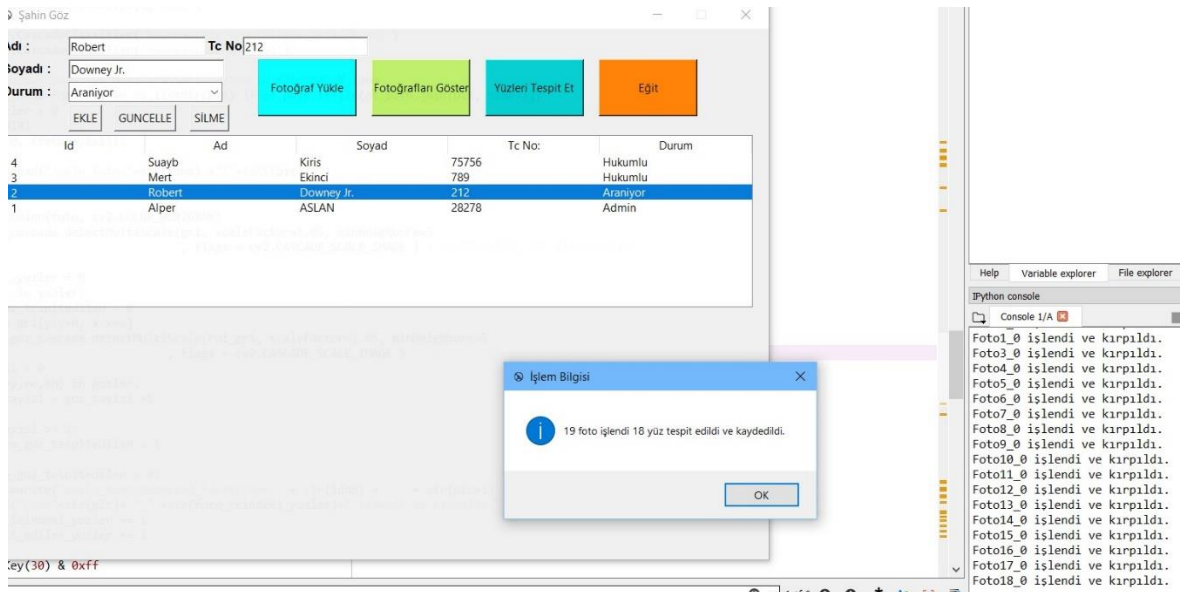 Şahin Göz
Adı :
Robert
Tc No 212
Soyadı :
Downey Jr.
Durum :
Araniyor
Fotoğraf Yükle
Fotoğrafları Göster
Yüzleri Tespit Et
Eğit
EKLE GUNCELLE SİLME
Id Ad Soyad Tc No: Durum
4 Suayb Kiris 75756 Hukumlu
3 Mert Ekinci 789 Hukumlu
2 Robert Downey Jr. 212 Araniyor
1 Alper ASLAN 28278 Admin
İşlem Bilgisi
19 foto işlendi 18 yüz tespit edildi ve kaydedildi.
OK
Key(30) & 0xff
Help Variable explorer File explorer
IPython console
Console 1/A
Foto1_0 işlendi ve kırpıldı.
Foto3_0 işlendi ve kırpıldı.
Foto4_0 işlendi ve kırpıldı.
Foto5_0 işlendi ve kırpıldı.
Foto6_0 işlendi ve kırpıldı.
Foto7_0 işlendi ve kırpıldı.
Foto8_0 işlendi ve kırpıldı.
Foto9_0 işlendi ve kırpıldı.
Foto10_0 işlendi ve kırpıldı.
Foto11_0 işlendi ve kırpıldı.
Foto12_0 işlendi ve kırpıldı.
Foto13_0 işlendi ve kırpıldı.
Foto14_0 işlendi ve kırpıldı.
Foto15_0 işlendi ve kırpıldı.
Foto16_0 işlendi ve kırpıldı.
Foto17_0 işlendi ve kırpıldı.
Foto18_0 işlendi ve kırpıldı.